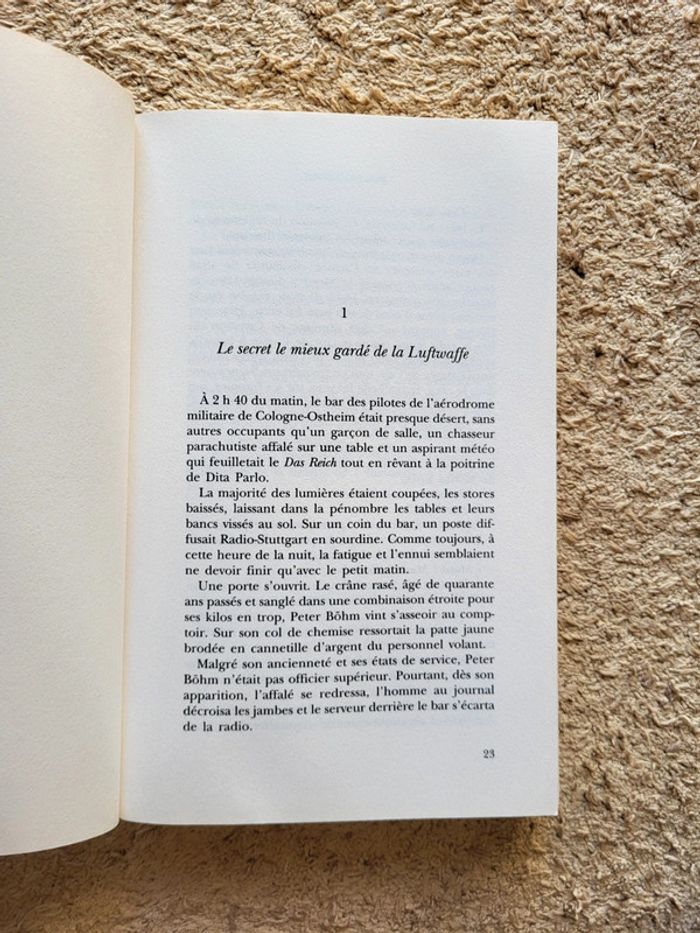 1
Le secret le mieux gardé de la Luftwaffe
À 2 h 40 du matin, le bar des pilotes de l'aérodrome
militaire de Cologne-Ostheim était presque désert, sans
autres occupants qu'un garçon de salle, un chasseur
parachutiste affalé sur une table et un aspirant météo
qui feuilletait le Das Reich tout en rêvant à la poitrine
de Dita Parlo.
La majorité des lumières étaient coupées, les stores
baissés, laissant dans la pénombre les tables et leurs
bancs vissés au sol. Sur un coin du bar, un poste dif-
fusait Radio-Stuttgart en sourdine. Comme toujours, à
cette heure de la nuit, la fatigue et l'ennui semblaient
ne devoir finir qu'avec le petit matin.
Une porte s'ouvrit. Le crâne rasé, âgé de quarante
ans passés et sanglé dans une combinaison étroite pour
ses kilos en trop, Peter Böhm vint s'asseoir au comp-
toir. Sur son col de chemise ressortait la patte jaune
brodée en cannetille d'argent du personnel volant.
Malgré son ancienneté et ses états de service, Peter
Böhm n'était pas officier supérieur. Pourtant, dès son
apparition, l'affalé se redressa, l'homme au journal
décroisa les jambes et le serveur derrière le bar s'écarta
de la radio.
23